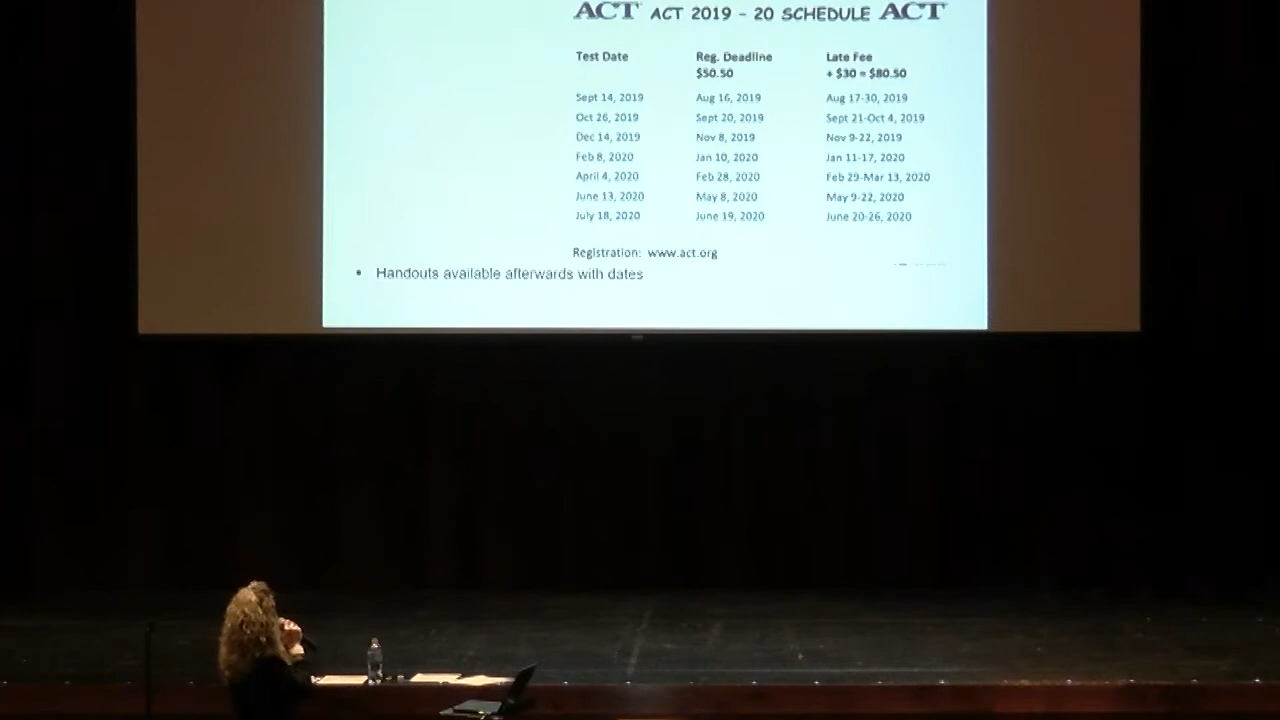 ACT ACT 2019 - 20 SCHEDULE ACT
Test Date Reg. Deadline Late Fee
$50.50 + $30 = $80.50
Sept 14, 2019 Aug 16, 2019 Aug 17-30, 2019
Oct 26, 2019 Sept 20, 2019 Sept 21-Oct 4, 2019
Dec 14, 2019 Nov 8, 2019 Nov 9-22, 2019
Feb 8, 2020 Jan 10, 2020 Jan 11-17, 2020
April 4, 2020 Feb 28, 2020 Feb 29-Mar 13, 2020
June 13, 2020 May 8, 2020 May 9-22, 2020
July 18, 2020 June 19, 2020 June 20-26, 2020
Registration: www.act.org
• Handouts available afterwards with dates